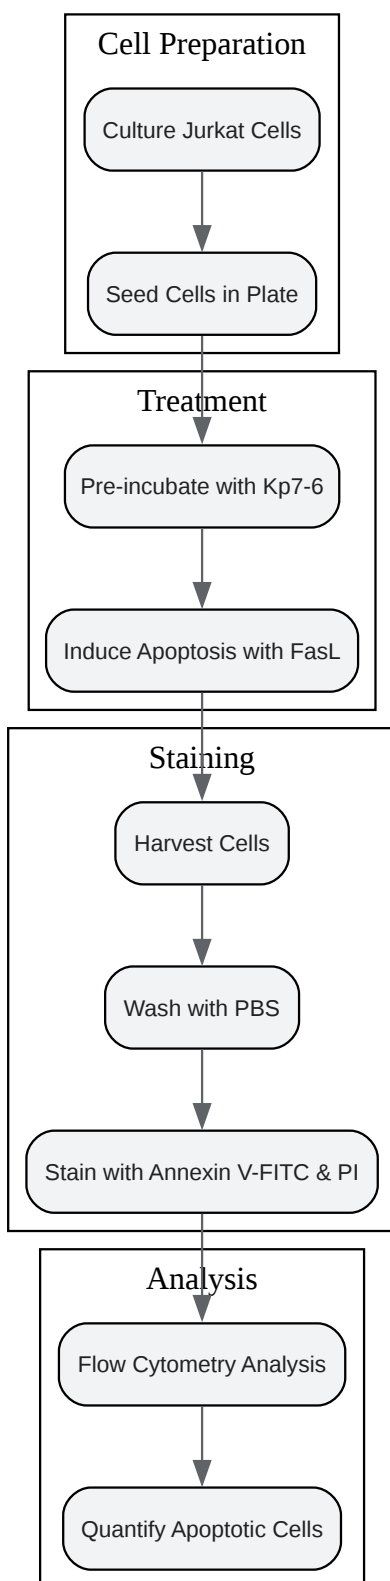 Cell Preparation
Culture Jurkat Cells
Seed Cells in Plate
Treatment
Pre-incubate with Kp7-6
Induce Apoptosis with FasL
Staining
Harvest Cells
Wash with PBS
Stain with Annexin V-FITC & PI
Analysis
Flow Cytometry Analysis
Quantify Apoptotic Cells